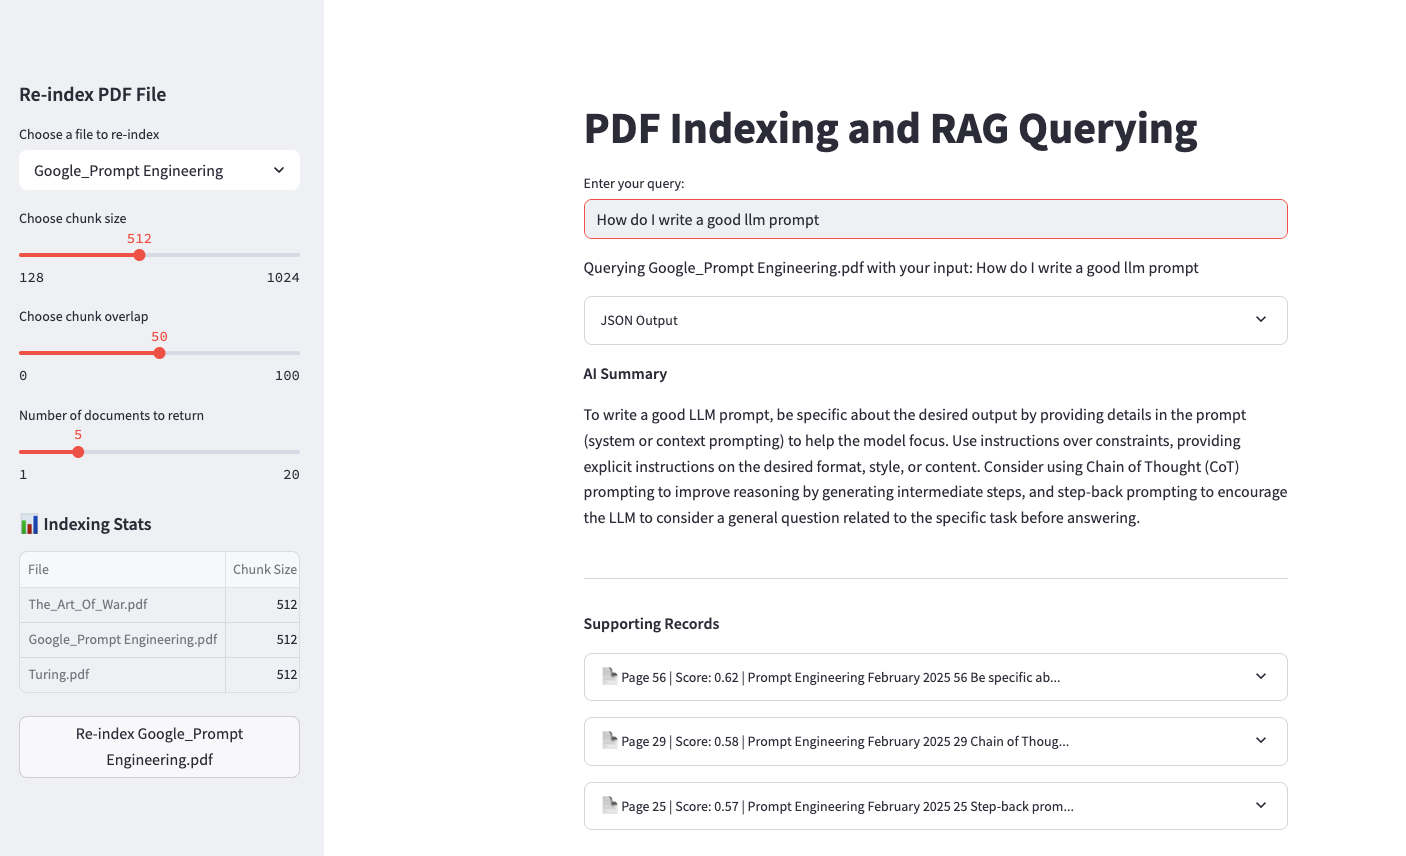 Re-index PDF File
Choose a file to re-index
Google_Prompt Engineering
Choose chunk size
512
128 1024
Choose chunk overlap
50
0 100
Number of documents to return
5
1 20
Indexing Stats
File Chunk Size
The_Art_Of_War.pdf 512
Google_Prompt Engineering.pdf 512
Turing.pdf 512
Re-index Google_Prompt
Engineering.pdf
PDF Indexing and RAG Querying
Enter your query:
How do I write a good llm prompt
Querying Google_Prompt Engineering.pdf with your input: How do I write a good llm prompt
JSON Output
AI Summary
To write a good LLM prompt, be specific about the desired output by providing details in the prompt
(system or context prompting) to help the model focus. Use instructions over constraints, providing
explicit instructions on the desired format, style, or content. Consider using Chain of Thought (CoT)
prompting to improve reasoning by generating intermediate steps, and step-back prompting to encourage
the LLM to consider a general question related to the specific task before answering.
Supporting Records
Page 56 | Score: 0.62 | Prompt Engineering February 2025 56 Be specific ab...
Page 29 | Score: 0.58 | Prompt Engineering February 2025 29 Chain of Thoug...
Page 25 | Score: 0.57 | Prompt Engineering February 2025 25 Step-back prom...